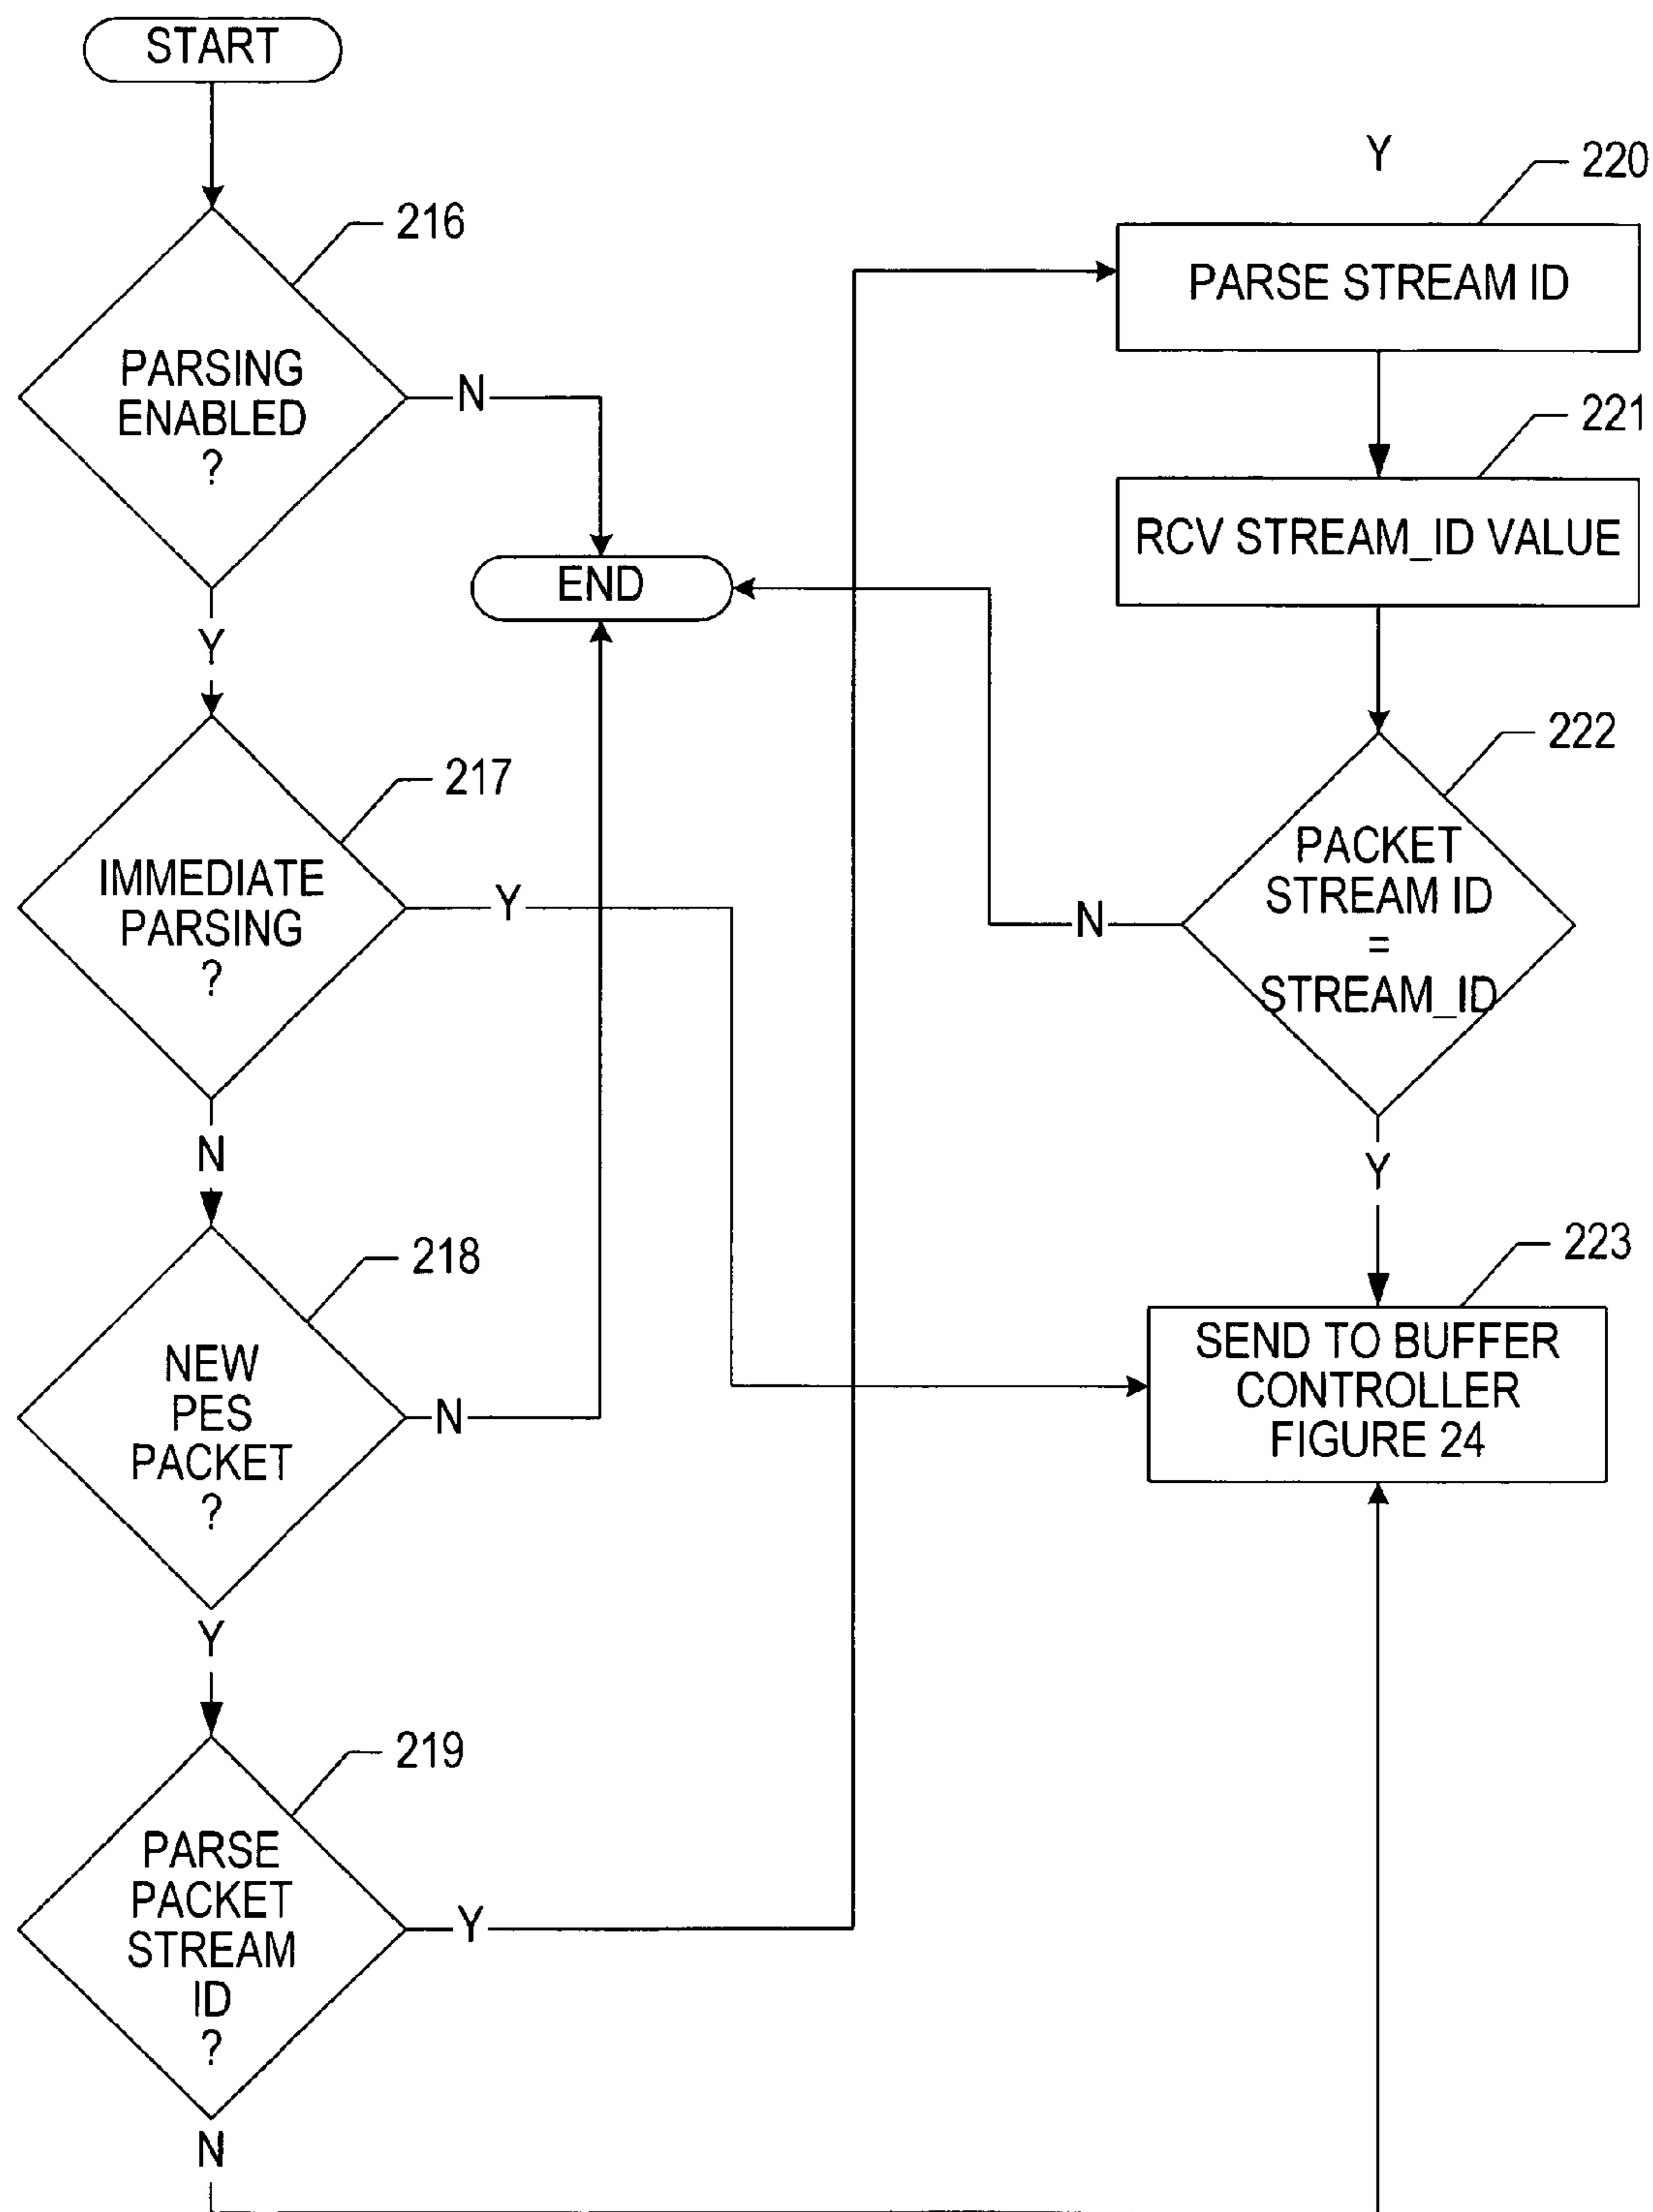 START
216
PARSING
ENABLED
?
N
Y
END
217
IMMEDIATE
PARSING
?
Y
N
218
NEW
PES
PACKET
?
N
Y
219
PARSE
PACKET
STREAM
ID
?
Y
N
Y
220
PARSE STREAM ID
221
RCV STREAM_ID VALUE
222
PACKET
STREAM ID
=
STREAM_ID
N
Y
223
SEND TO BUFFER
CONTROLLER
FIGURE 24